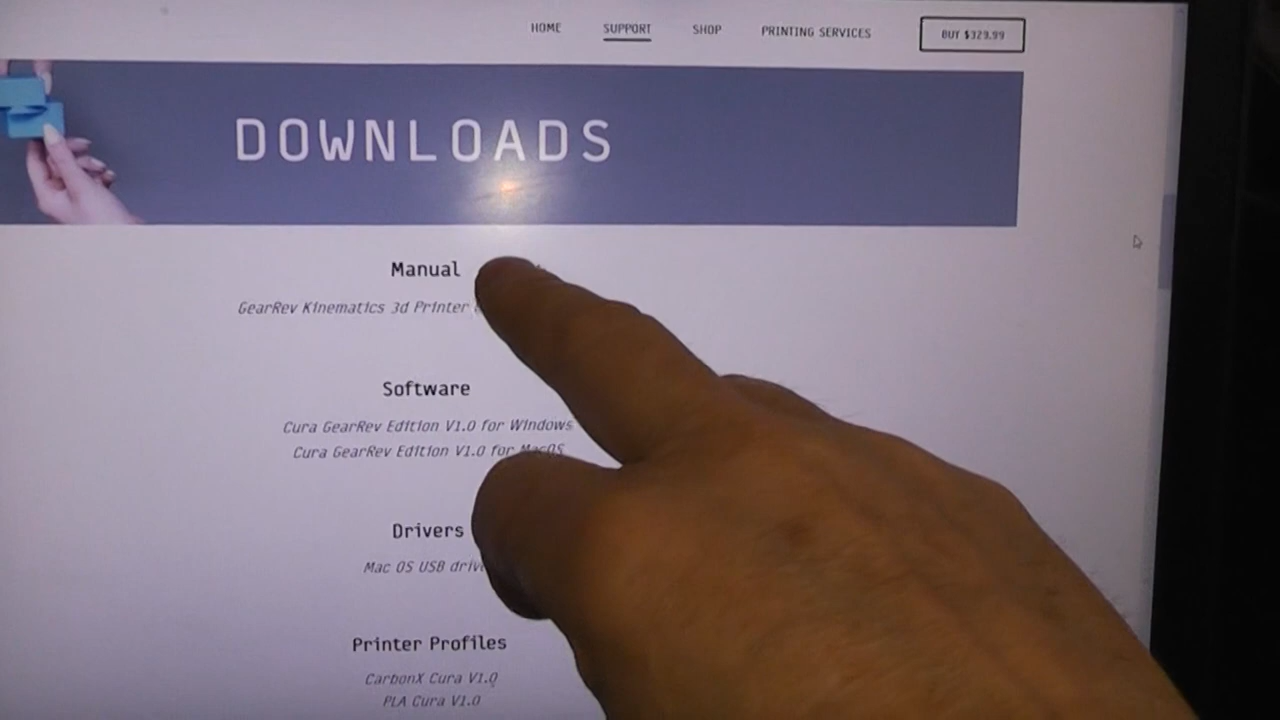 HOME SUPPORT SHOP PRINTING SERVICES BUY $329.99
DOWNLOADS
Manual
GearRev Kinematics 3d Printer
Software
Cura GearRev Edition V1.0 for Windows
Cura GearRev Edition V1.0 for MacOS
Drivers
Mac OS USB
Printer Profiles
CarbonX Cura V1.0
PLA Cura V1.0